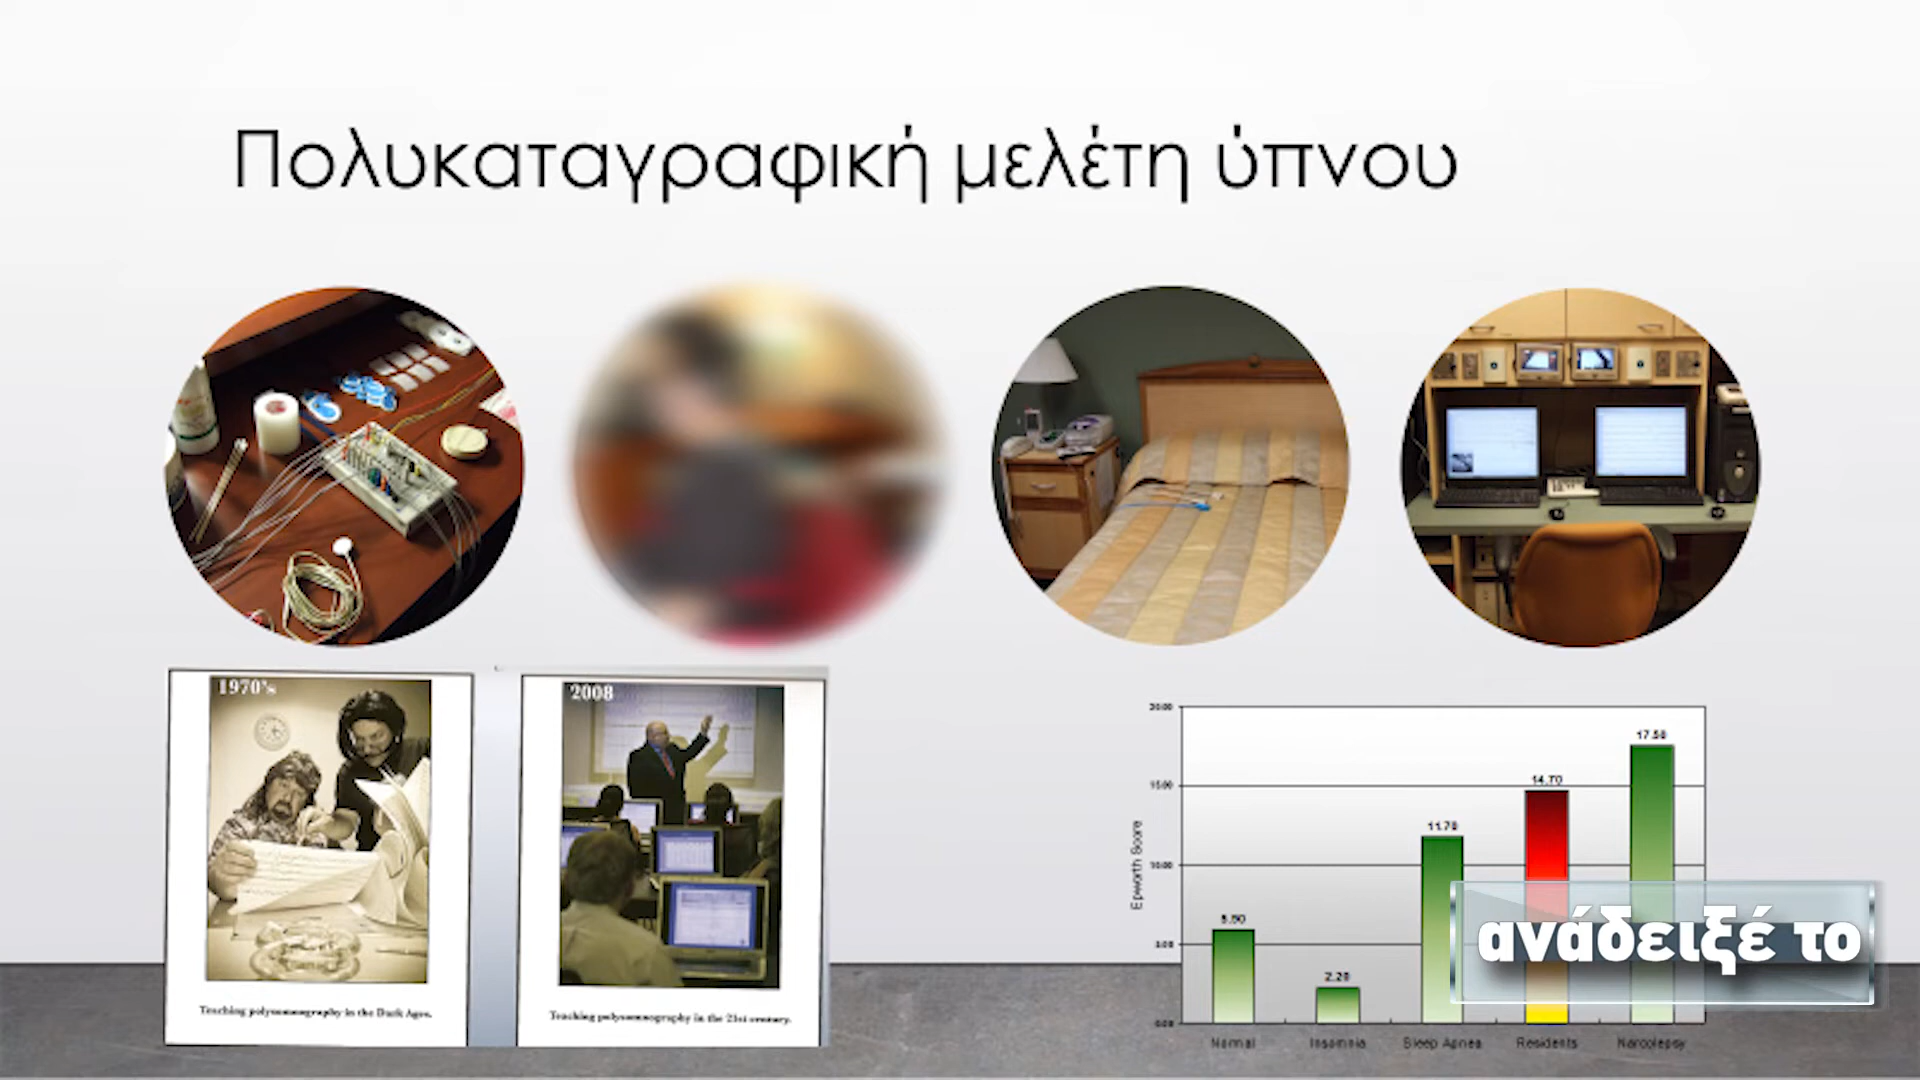 Πολυκαταγραφική μελέτη ύπνου
1970's
2008
Teaching polysomnography in the Dark Ages.
Teaching polysomnography in the 21st century.
20.00
15.00
10.00
5.00
0.00
Epworth Score
5.90
2.20
11.70
14.70
17.50
Normal
Insomnia
Sleep Apnea
Residents
Narcolepsy
ανάδειξέ το